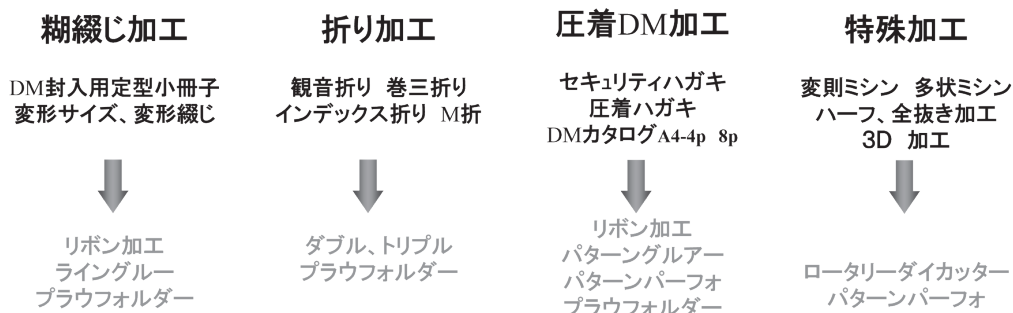 糊綴じ加工
DM封入用定型小冊子
変形サイズ、変形綴じ
リボン加工
ライングルー
プラウフォルダー
折り加工
観音折り 巻三折り
インデックス折り M折
ダブル、トリプル
プラウフォルダー
圧着DM加工
セキュリティハガキ
圧着ハガキ
DMカタログA4-4p 8p
リボン加工
パターングルアー
パターンパーフォ
プラウフォルダー
特殊加工
変則ミシン 多状ミシン
ハーフ、全抜き加工
3D 加工
ロータリーダイカッター
パターンパーフォ